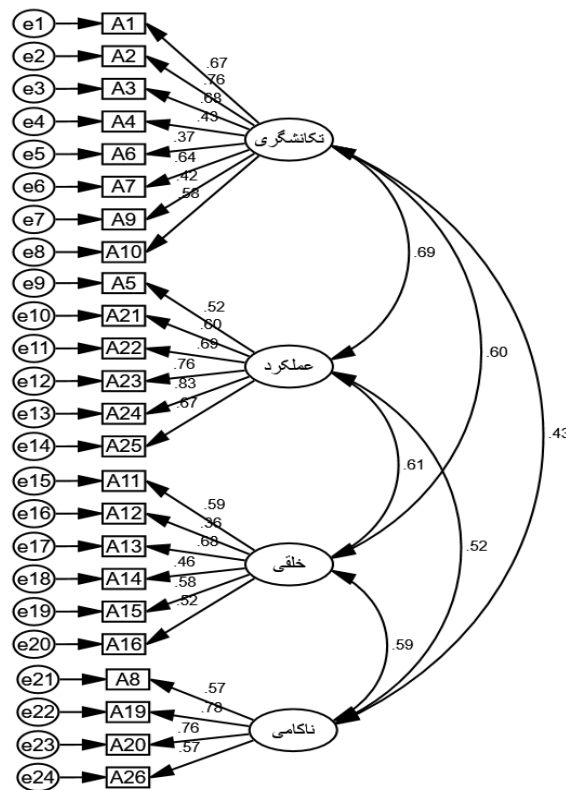 e1 A1
e2 A2
e3 A3
e4 A4
e5 A6
e6 A7
e7 A9
e8 A10
.67
.76
.68
.43
.37
.64
.42
.58
تکانشگری
e9 A5
e10 A21
e11 A22
e12 A23
e13 A24
e14 A25
.52
.60
.69
.76
.83
.67
عملکرد
e15 A11
e16 A12
e17 A13
e18 A14
e19 A15
e20 A16
.59
.36
.68
.46
.58
.52
خلقی
e21 A8
e22 A19
e23 A20
e24 A26
.57
.78
.76
.57
ناکامی
.69
.60
.43
.61
.52
.59